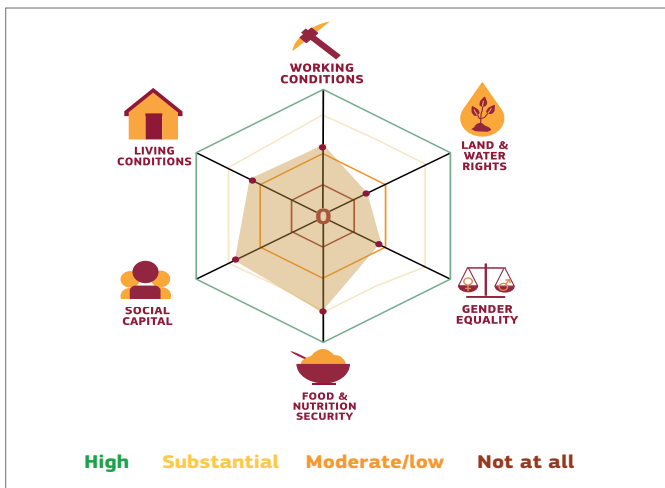 WORKING
CONDITIONS
LIVING
CONDITIONS
LAND &
WATER
RIGHTS
0
SOCIAL
CAPITAL
GENDER
EQUALITY
FOOD &
NUTRITION
SECURITY
High Substantial Moderate/low Not at all